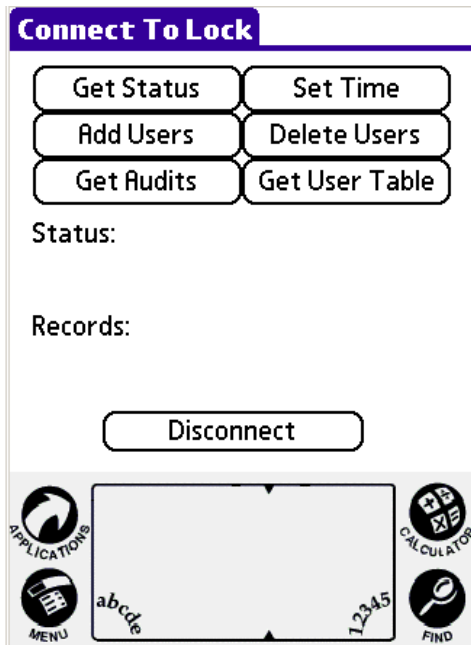 Connect To Lock
Get Status Set Time
Add Users Delete Users
Get Audits Get User Table
Status:
Records:
Disconnect
APPLICATIONS
CALCULATOR
abcde 12345
MENU
FIND